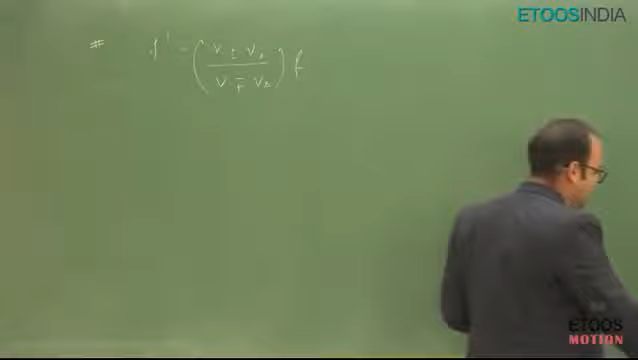 ETOOSINDIA
# f' = (v ± v₀ / v ∓ vₛ) f
ETOOS
MOTION